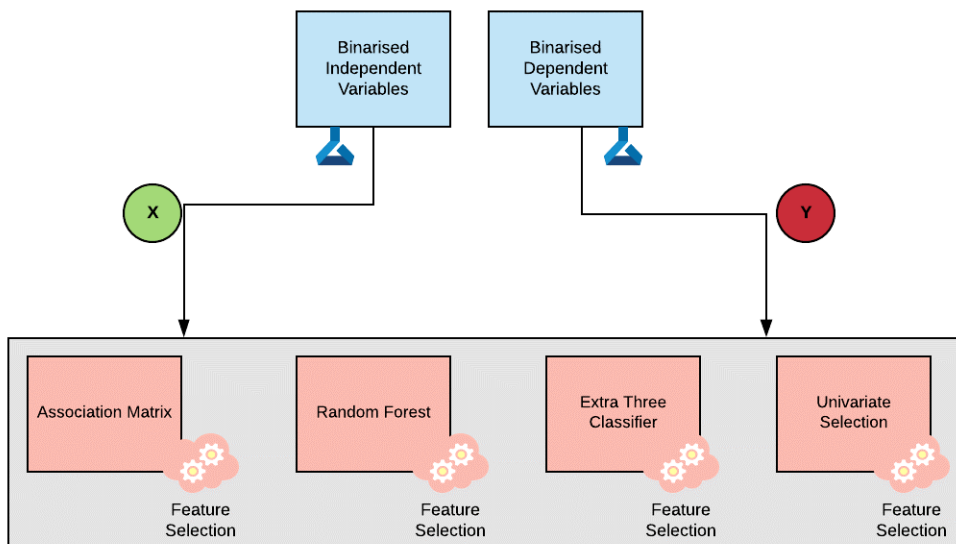 Binarised
Independent
Variables
Binarised
Dependent
Variables
X
Y
Association Matrix
Random Forest
Extra Three
Classifier
Univariate
Selection
Feature
Selection
Feature
Selection
Feature
Selection
Feature
Selection